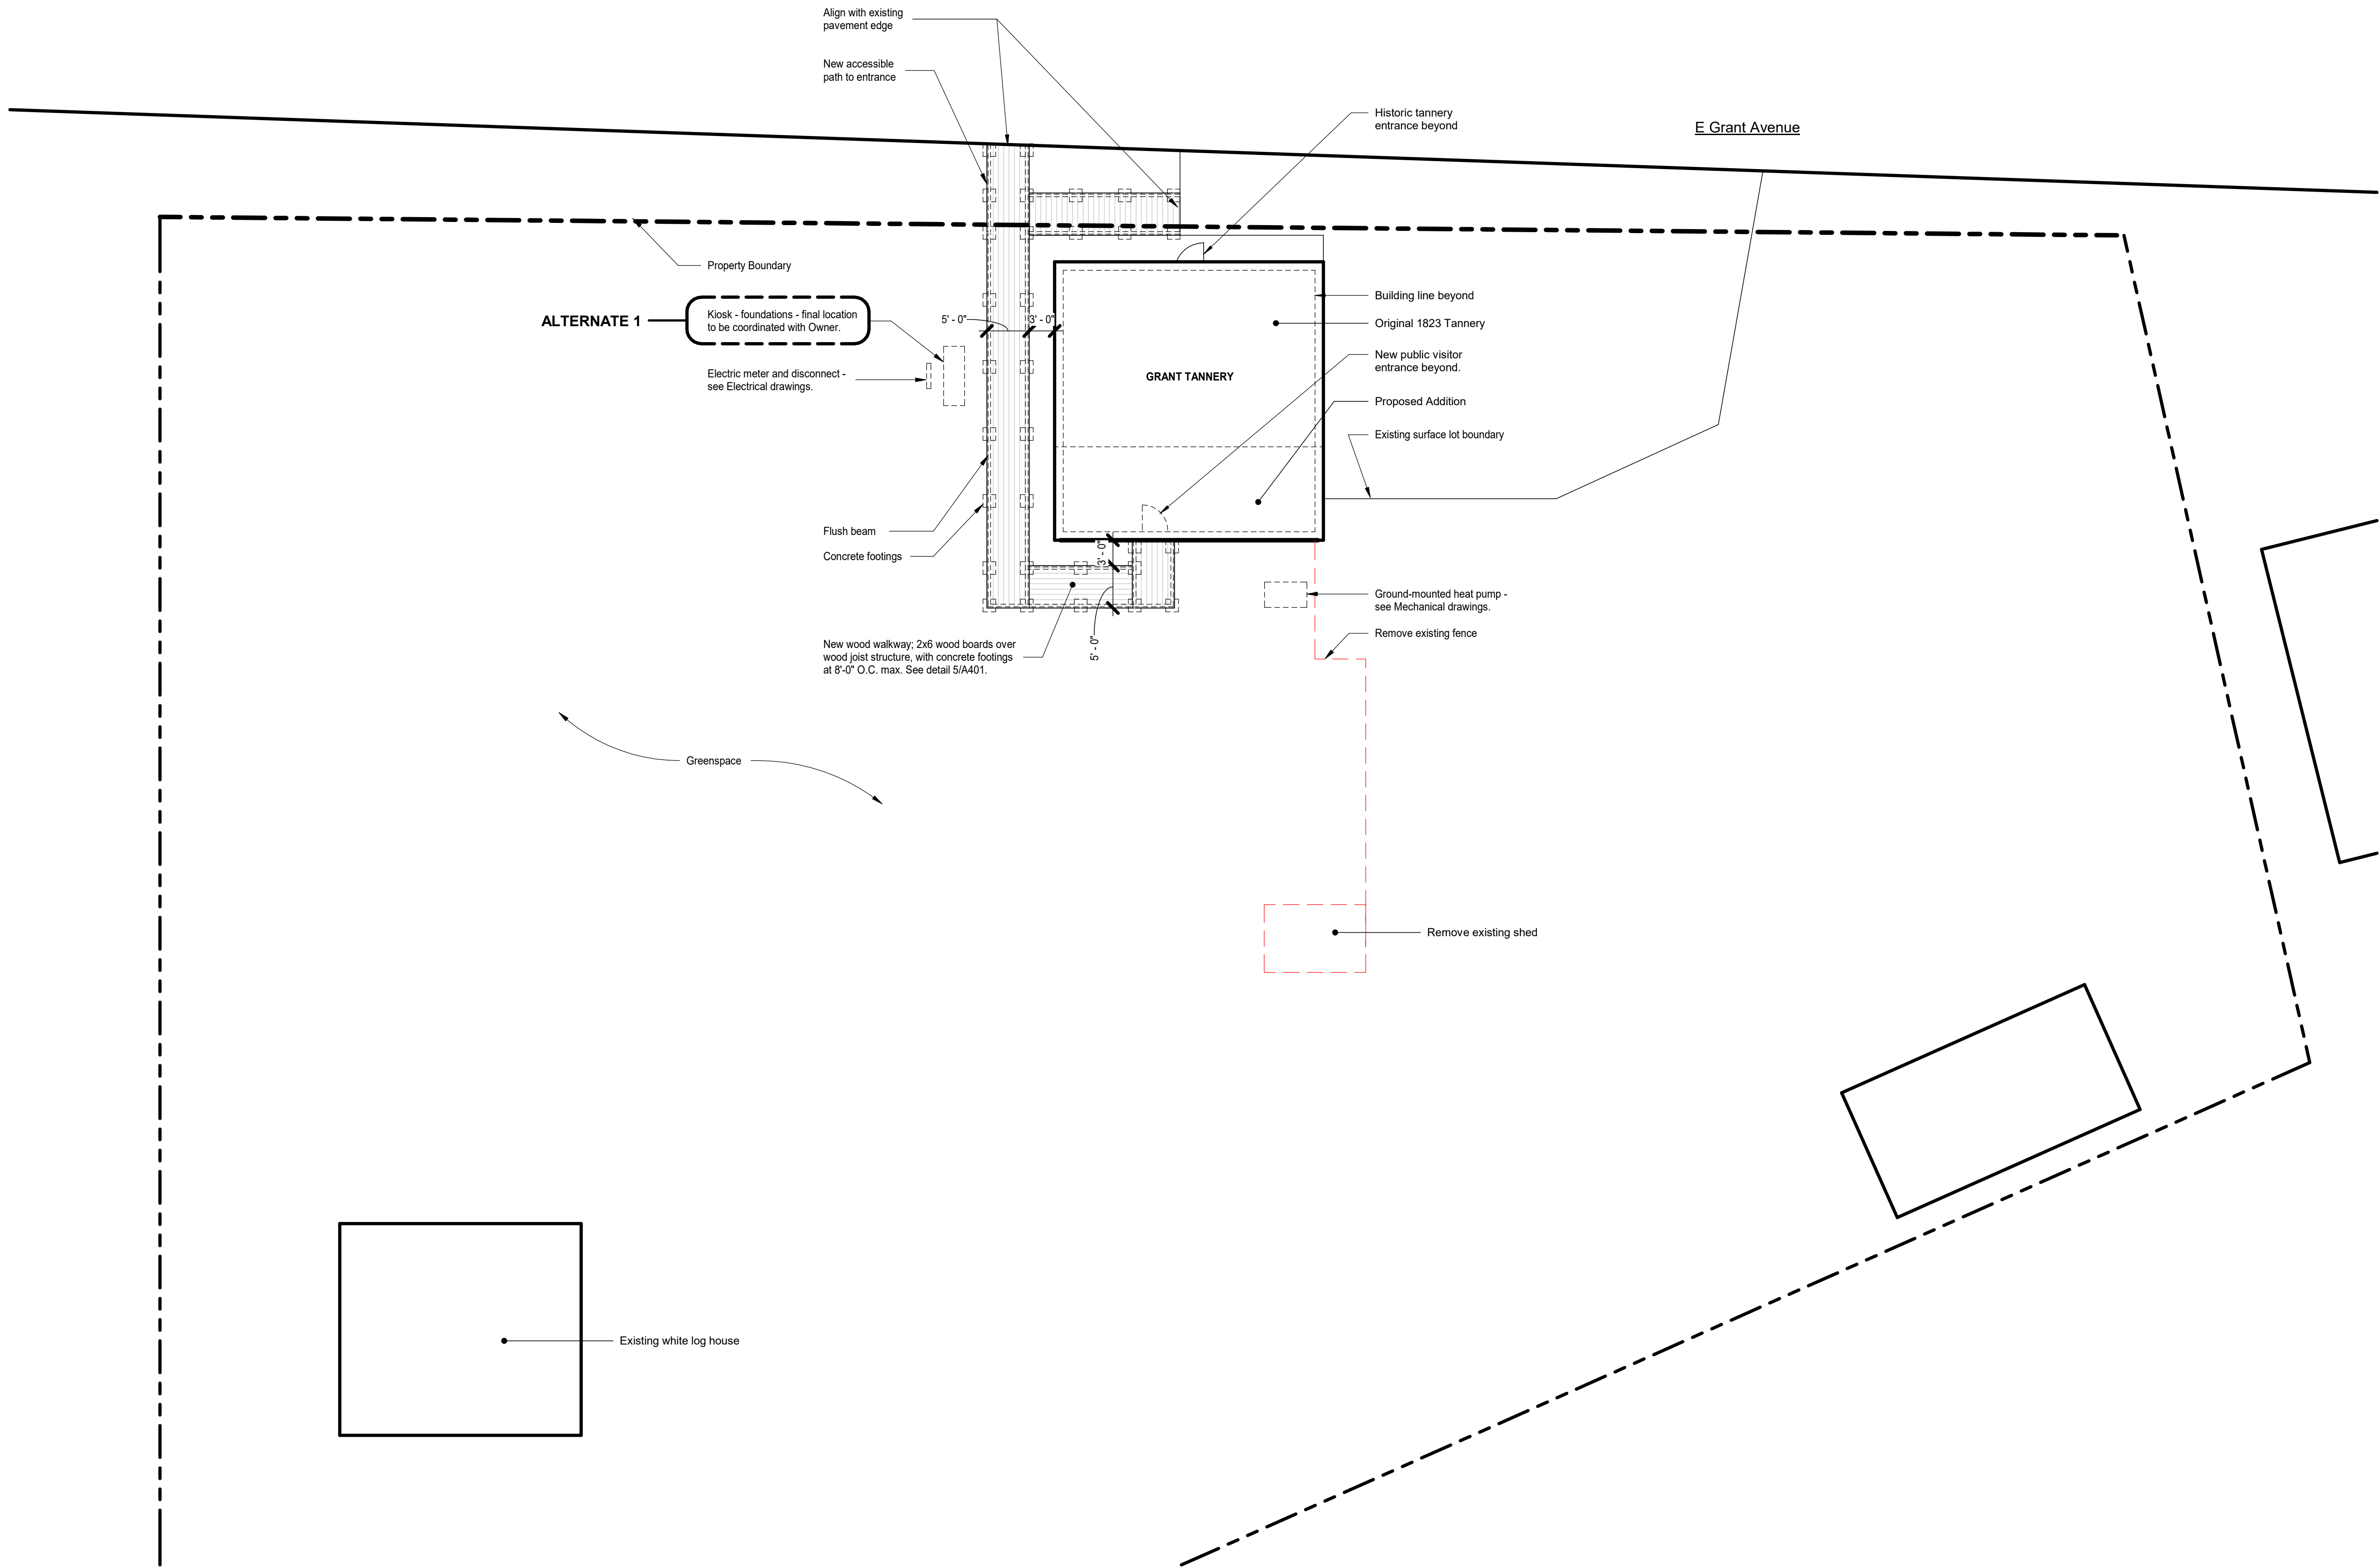 Align with existing
pavement edge
New accessible
path to entrance
Historic tannery
entrance beyond
E Grant Avenue
Property Boundary
ALTERNATE 1
Kiosk - foundations - final location
to be coordinated with Owner.
5' - 0"
3' - 0"
Building line beyond
Original 1823 Tannery
New public visitor
entrance beyond.
Electric meter and disconnect -
see Electrical drawings.
GRANT TANNERY
Proposed Addition
Existing surface lot boundary
Flush beam
Concrete footings
3' - 0"
5' - 0"
Ground-mounted heat pump -
see Mechanical drawings.
Remove existing fence
New wood walkway; 2x6 wood boards over
wood joist structure, with concrete footings
at 8'-0" O.C. max. See detail 5/A401.
Greenspace
Remove existing shed
Existing white log house